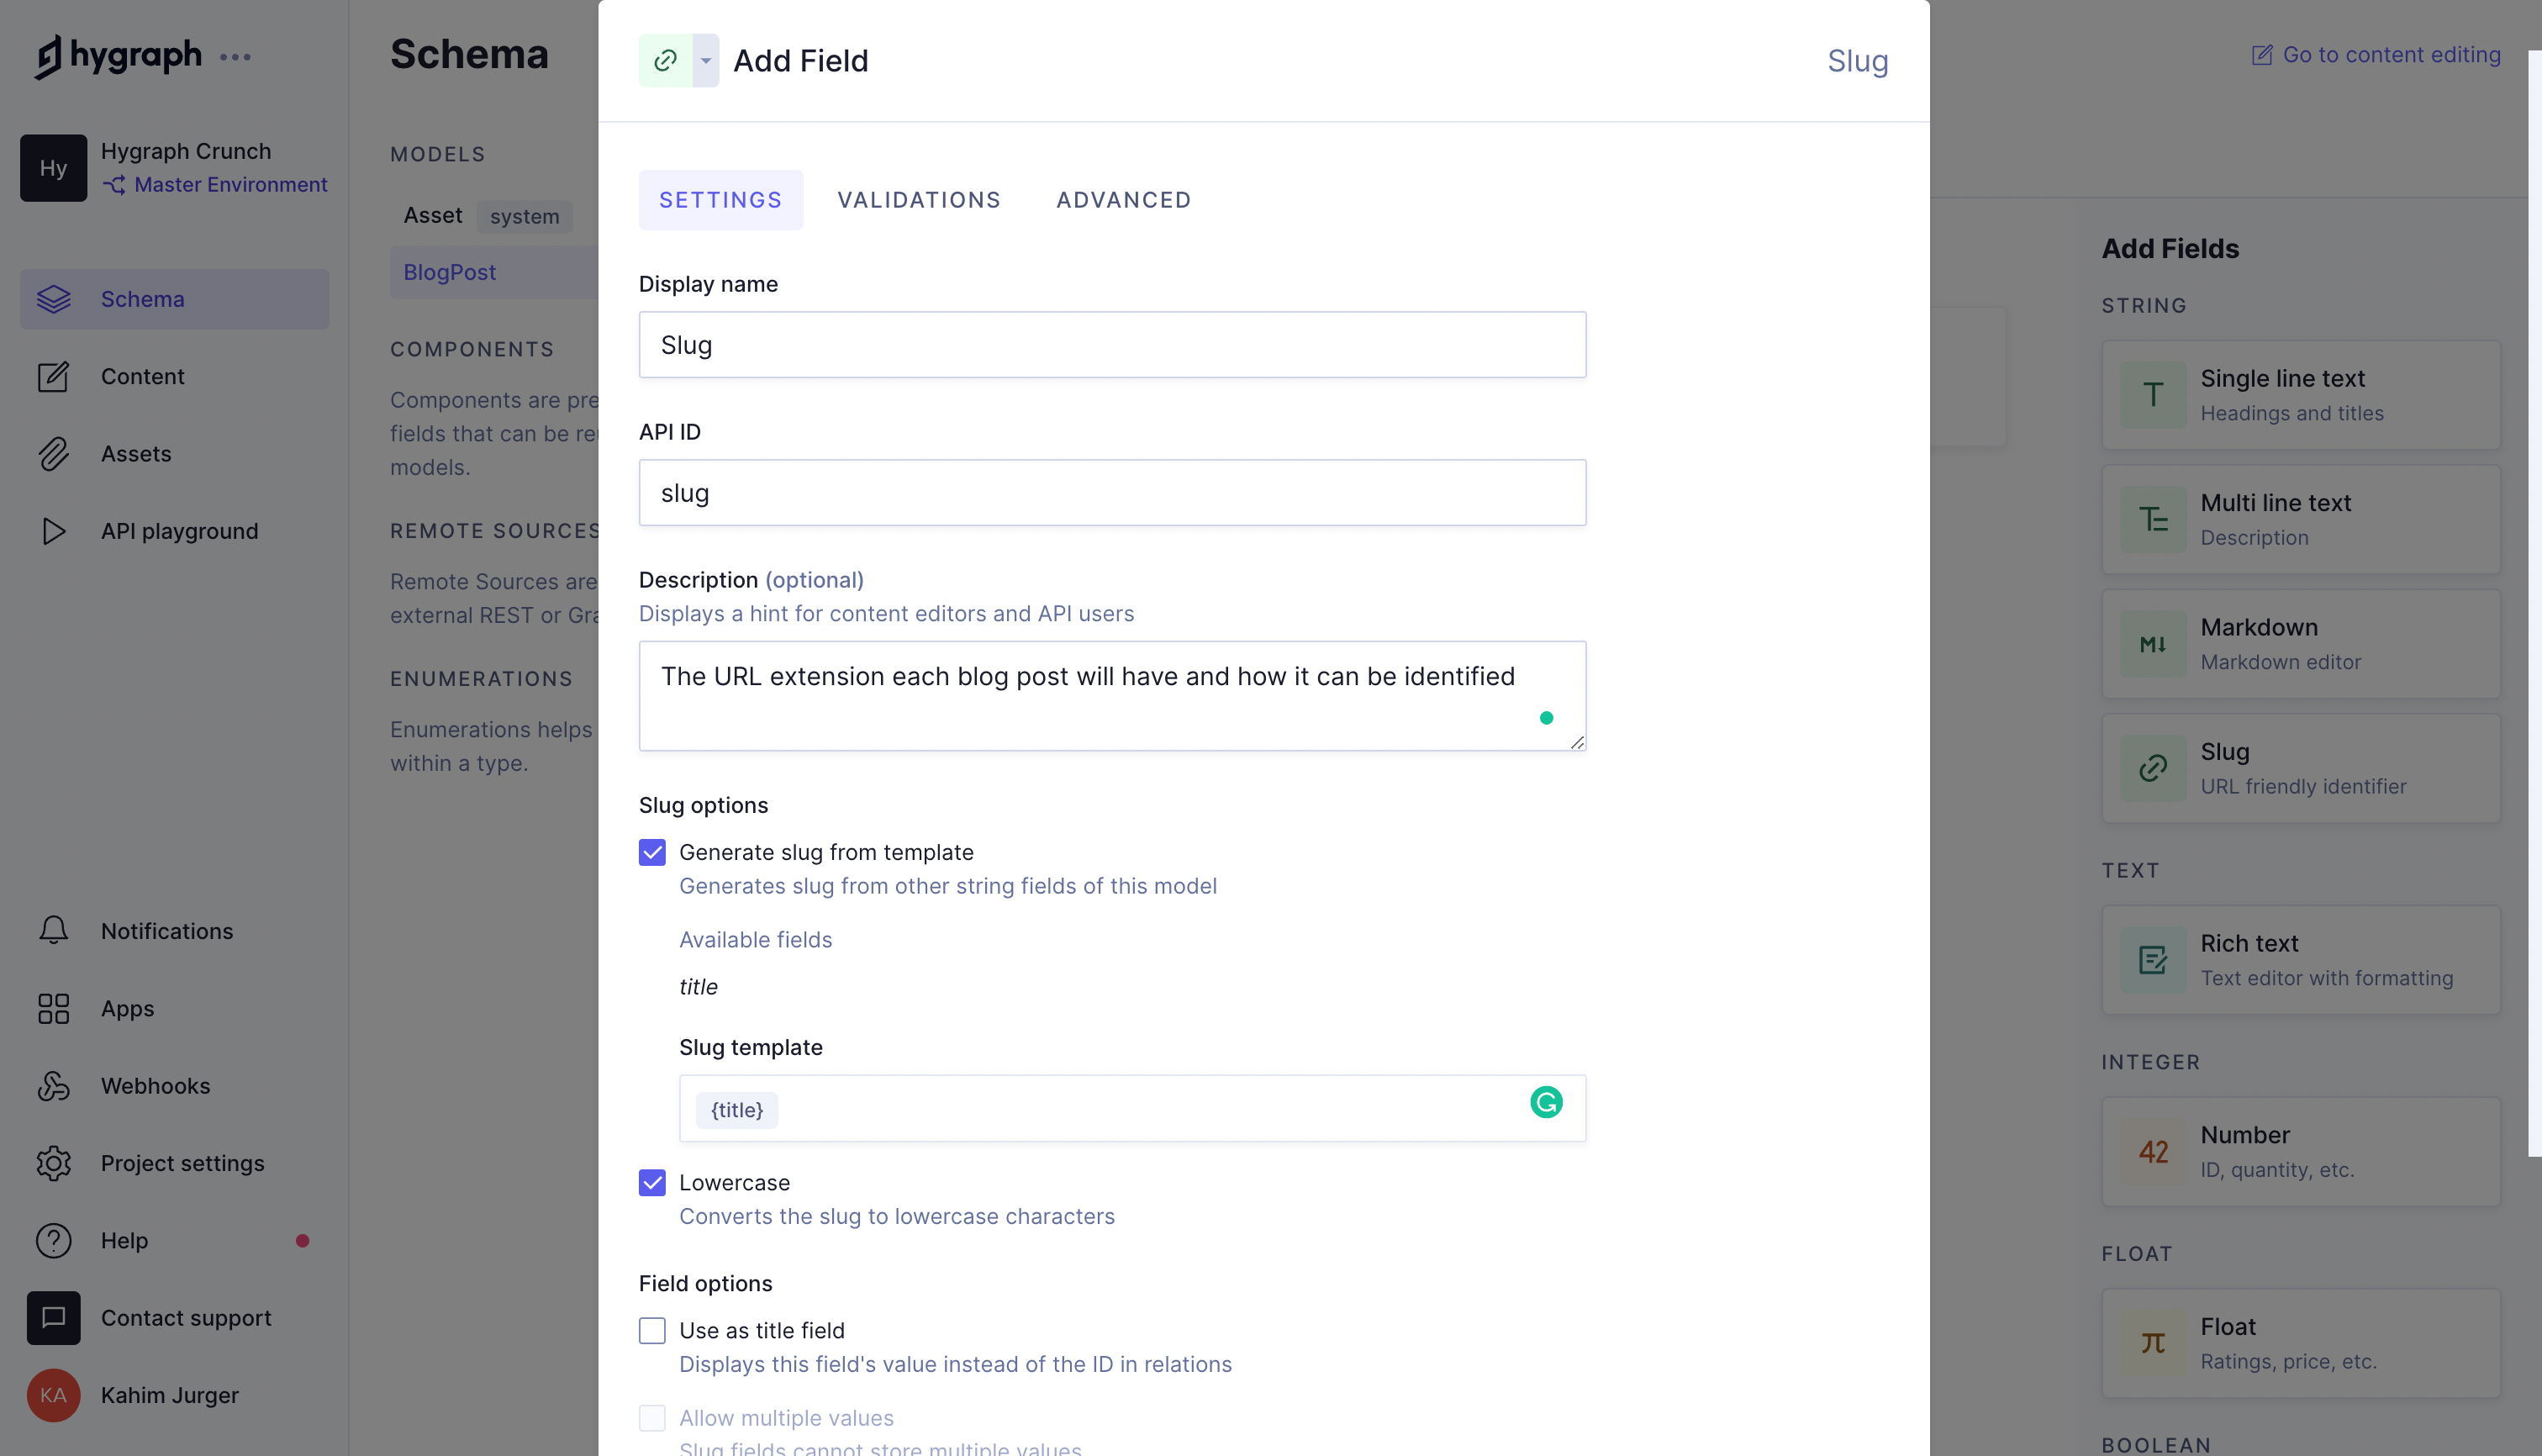 hygraph
Hy
Hygraph Crunch
Master Environment
Schema
Content
Assets
API playground
Notifications
Apps
Webhooks
Project settings
Help
Contact support
KA
Kahim Jurger
Schema
MODELS
Asset
system
BlogPost
COMPONENTS
Components are pre
fields that can be re
models.
REMOTE SOURCES
Remote Sources are
external REST or Gra
ENUMERATIONS
Enumerations helps
within a type.
Add Field
Slug
SETTINGS
VALIDATIONS
ADVANCED
Display name
Slug
API ID
slug
Description (optional)
Displays a hint for content editors and API users
The URL extension each blog post will have and how it can be identified
Slug options
Generate slug from template
Generates slug from other string fields of this model
Available fields
title
Slug template
{title}
Lowercase
Converts the slug to lowercase characters
Field options
Use as title field
Displays this field's value instead of the ID in relations
Allow multiple values
Slug fields cannot store multiple values
Go to content editing
Add Fields
STRING
T
Single line text
Headings and titles
Multi line text
Description
M↓
Markdown
Markdown editor
Slug
URL friendly identifier
TEXT
Rich text
Text editor with formatting
INTEGER
42
Number
ID, quantity, etc.
FLOAT
π
Float
Ratings, price, etc.
BOOLEAN